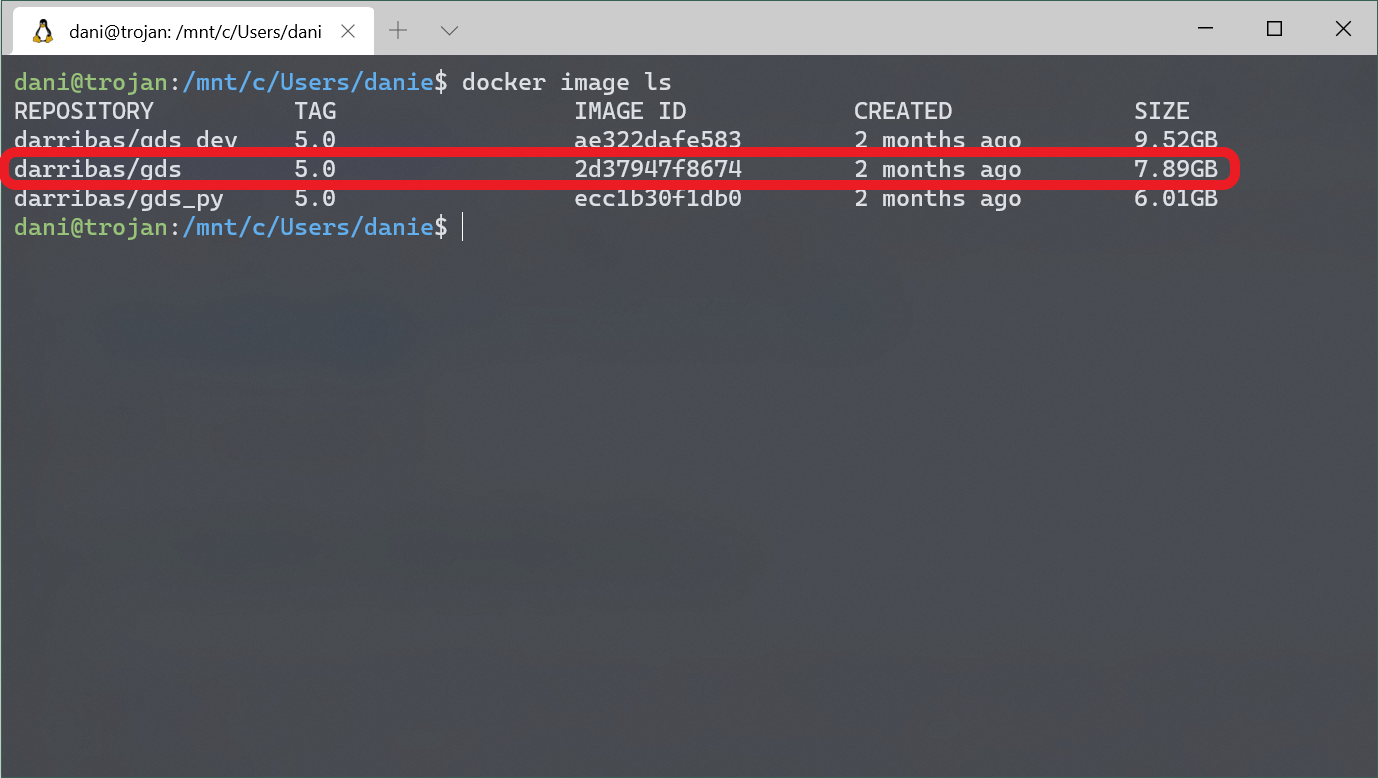 dani@trojan: /mnt/c/Users/dani
dani@trojan:/mnt/c/Users/danie$ docker image ls
REPOSITORY TAG IMAGE ID CREATED SIZE
darribas/gds_dev 5.0 ae322dafe583 2 months ago 9.52GB
darribas/gds 5.0 2d37947f8674 2 months ago 7.89GB
darribas/gds_py 5.0 ecc1b30f1db0 2 months ago 6.01GB
dani@trojan:/mnt/c/Users/danie$